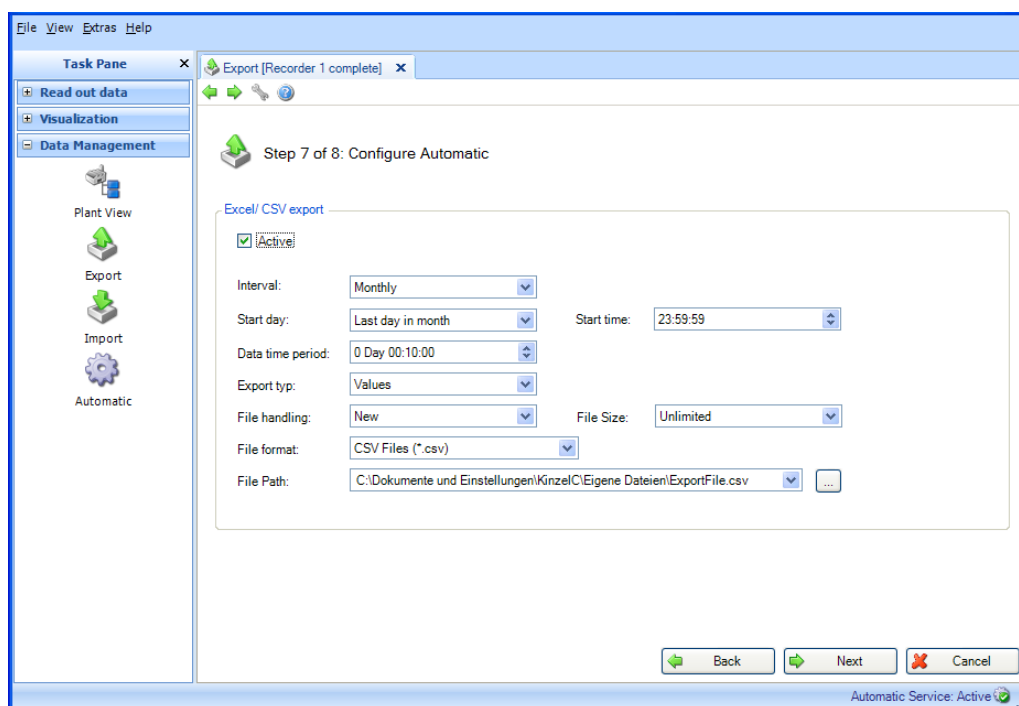 File View Extras Help
Task Pane
Export [Recorder 1 complete]
Read out data
Visualization
Data Management
Plant View
Export
Import
Automatic
Step 7 of 8: Configure Automatic
Excel/ CSV export
Active
Interval: Monthly
Start day: Last day in month Start time: 23:59:59
Data time period: 0 Day 00:10:00
Export typ: Values
File handling: New File Size: Unlimited
File format: CSV Files (*.csv)
File Path: C:\Dokumente und Einstellungen\KinzelC\Eigene Dateien\ExportFile.csv ...
Back Next Cancel
Automatic Service: Active